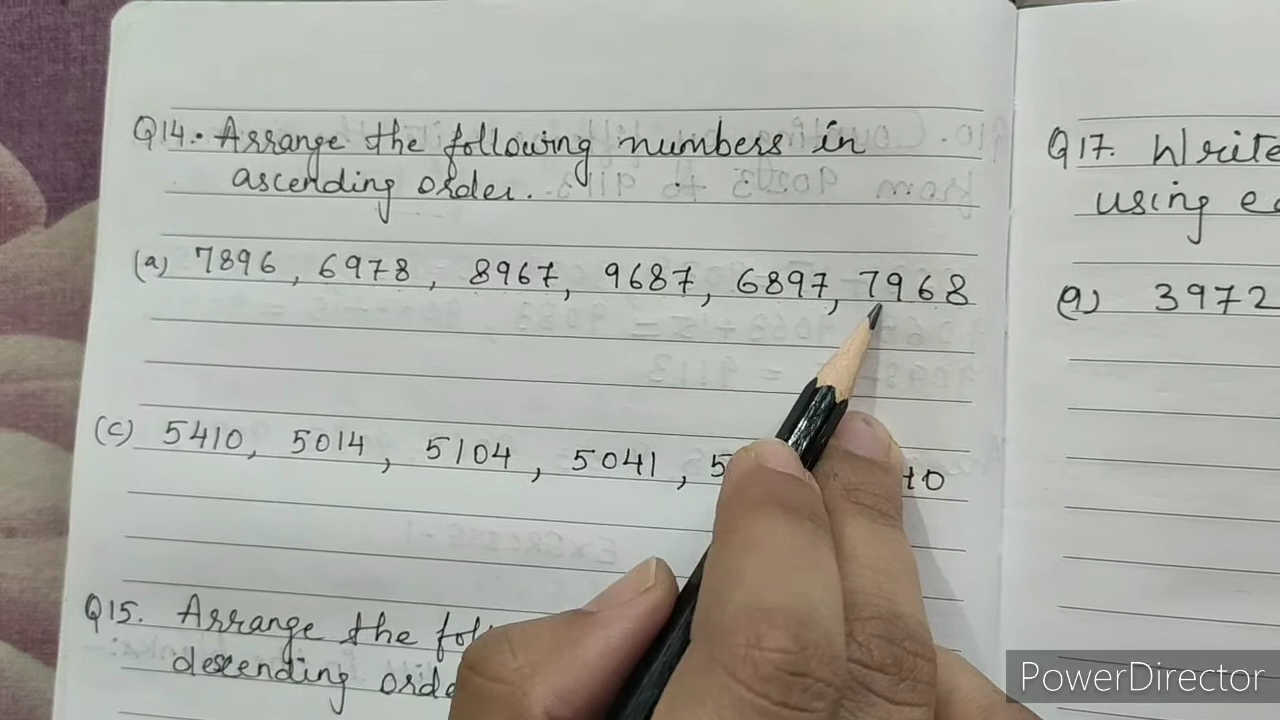 Q14. Arrange the following numbers in
ascending order.
(a) 7896, 6978, 8967, 9687, 6897, 7968
(c) 5410, 5014, 5104, 5041, 5
Q15. Arrange the
descending
Q17. Write
using
a) 3972
PowerDirector